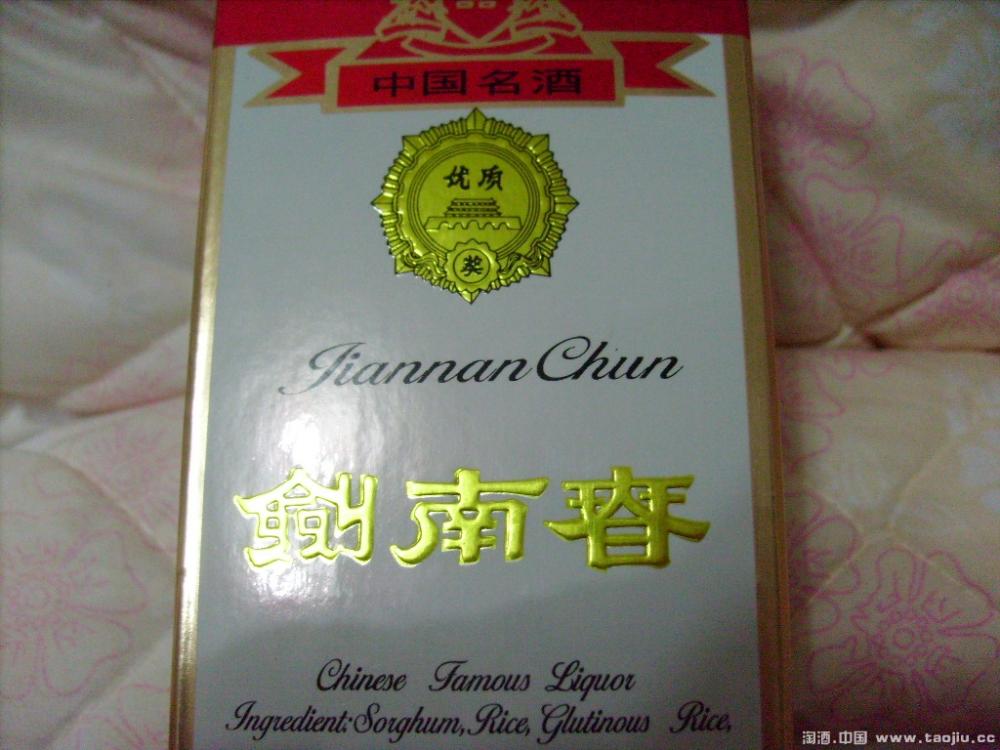 中国名酒
优质
奖
Jiannan Chun
劍南春
Chinese Famous Liquor
Ingredient:Sorghum,Rice,Glutinous Rice,
淘酒.中国 www.taojiu.cc